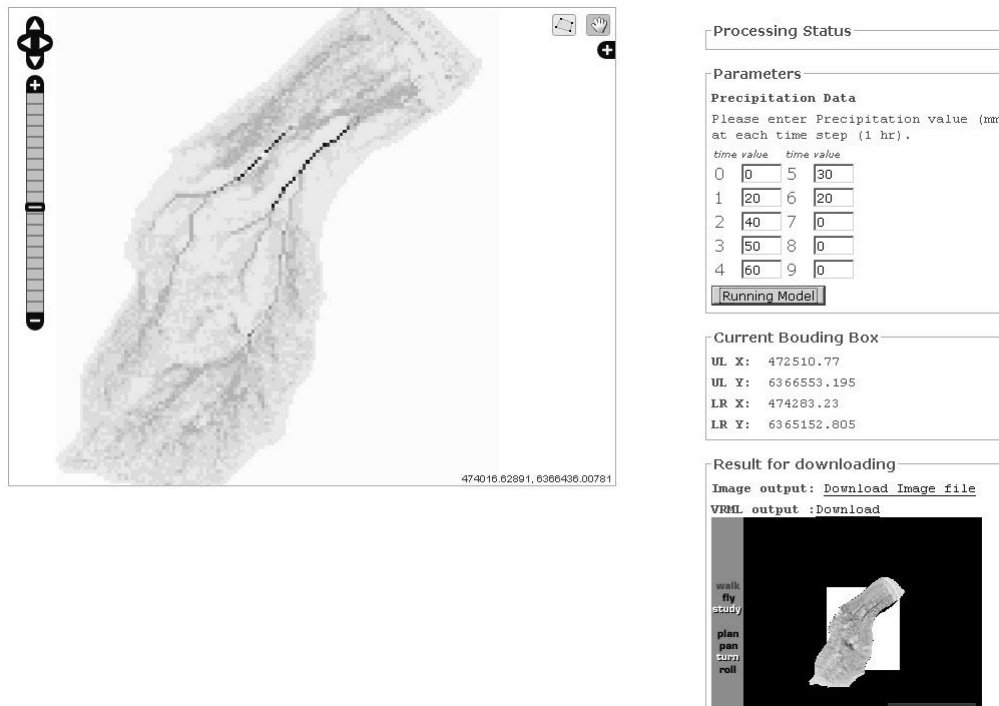 474016.62891, 6366436.00781
Processing Status
Parameters
Precipitation Data
Please enter Precipitation value (mm
at each time step (1 hr).
time value time value
0 0 5 30
1 20 6 20
2 40 7 0
3 50 8 0
4 60 9 0
Running Model
Current Bouding Box
UL X: 472510.77
UL Y: 6366553.195
LR X: 474283.23
LR Y: 6365152.805
Result for downloading
Image output: Download Image file
VRML output :Download
walk
fly
study
plan
pan
turn
roll